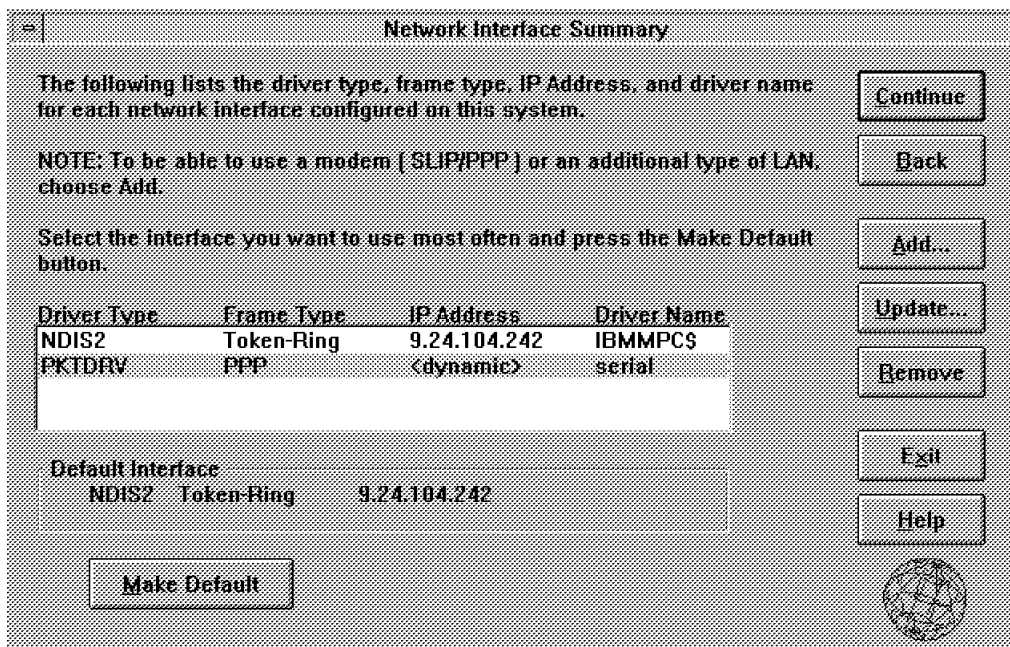 Network Interface Summary
The following lists the driver type, frame type, IP Address, and driver name
for each network interface configured on this system.
Continue
NOTE: To be able to use a modem ( SLIP/PPP ) or an additional type of LAN,
choose Add.
Back
Select the interface you want to use most often and press the Make Default
button.
Add...
Driver Type Frame Type IP Address Driver Name
Update...
NDIS2 Token-Ring 9.24.104.242 IBMMPC$
PKTDRV PPP <dynamic> serial
Remove
Default Interface
NDIS2 Token-Ring 9.24.104.242
Exit
Help
Make Default